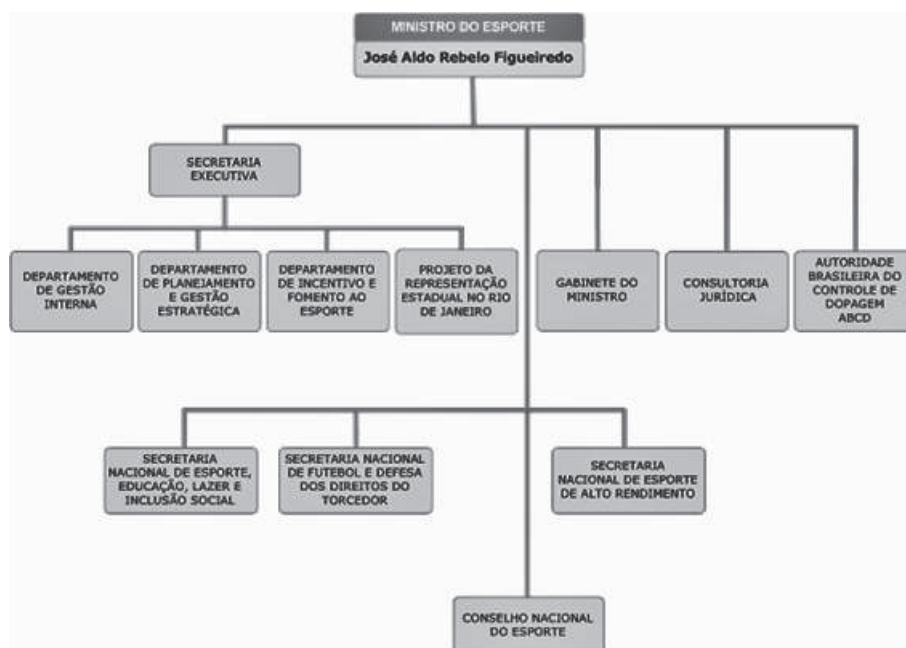 MINISTRO DO ESPORTE
José Aldo Rebelo Figueiredo
SECRETARIA
EXECUTIVA
DEPARTAMENTO
DE GESTÃO
INTERNA
DEPARTAMENTO
DE PLANEJAMENTO
E GESTÃO
ESTRATÉGICA
DEPARTAMENTO
DE INCENTIVO E
FOMENTO AO
ESPORTE
PROJETO DA
REPRESENTAÇÃO
ESTADUAL NO RIO
DE JANEIRO
GABINETE DO
MINISTRO
CONSULTORIA
JURÍDICA
AUTORIDADE
BRASILEIRA DO
CONTROLE DE
DOPAGEM
ABCD
SECRETARIA
NACIONAL DE ESPORTE,
EDUCAÇÃO, LAZER E
INCLUSÃO SOCIAL
SECRETARIA NACIONAL
DE FUTEBOL E DEFESA
DOS DIREITOS DO
TORCEDOR
SECRETARIA
NACIONAL DE ESPORTE
DE ALTO RENDIMENTO
CONSELHO NACIONAL
DO ESPORTE